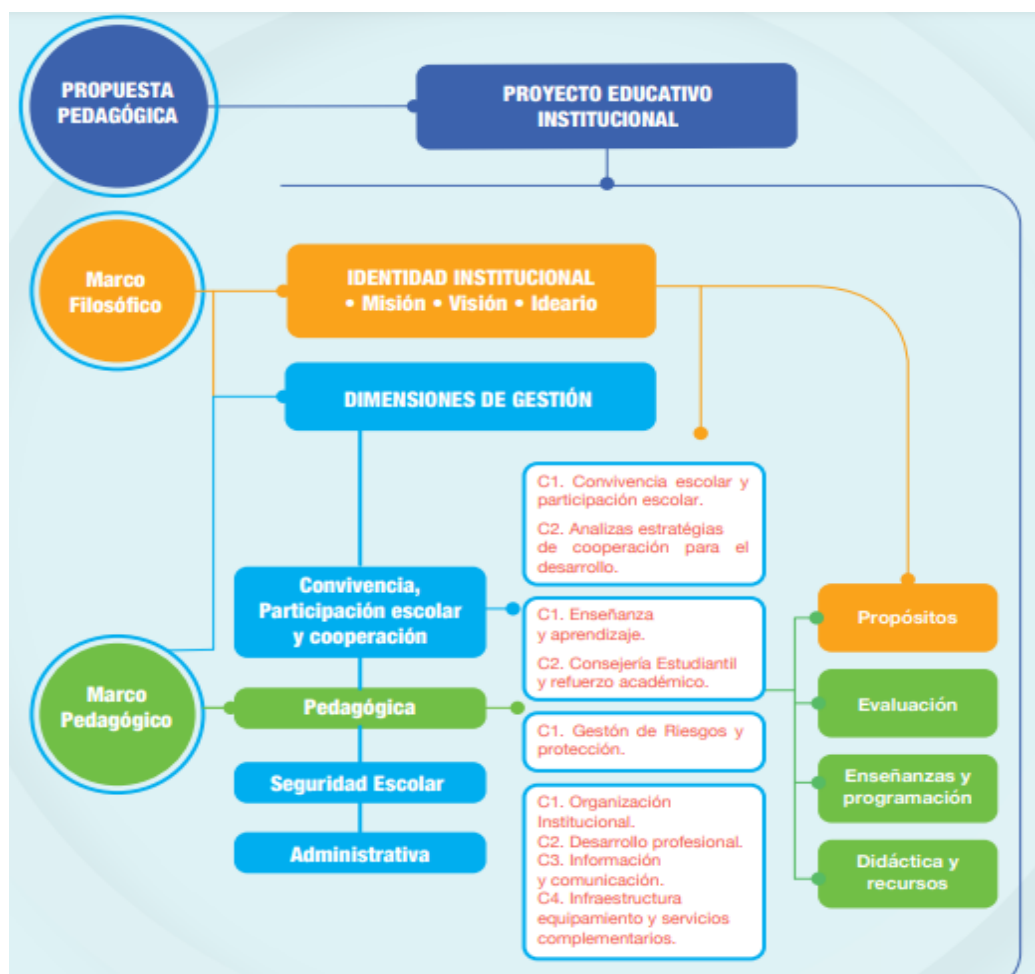 PROPUESTA
PEDAGÓGICA
PROYECTO EDUCATIVO
INSTITUCIONAL
Marco
Filosófico
IDENTIDAD INSTITUCIONAL
• Misión • Visión • Ideario
DIMENSIONES DE GESTIÓN
C1. Convivencia escolar y
participación escolar.
C2. Analizas estratégias
de cooperación para el
desarrollo.
Convivencia,
Participación escolar
y cooperación
C1. Enseñanza
y aprendizaje.
C2. Consejería Estudiantil
y refuerzo académico.
Propósitos
Marco
Pedagógico
Pedagógica
C1. Gestón de Riesgos y
protección.
Evaluación
Seguridad Escolar
Enseñanzas y
programación
Administrativa
C1. Organización
Institucional.
C2. Desarrollo profesional.
C3. Información
y comunicación.
C4. Infraestructura
equipamiento y servicios
complementarios.
Didáctica y
recursos